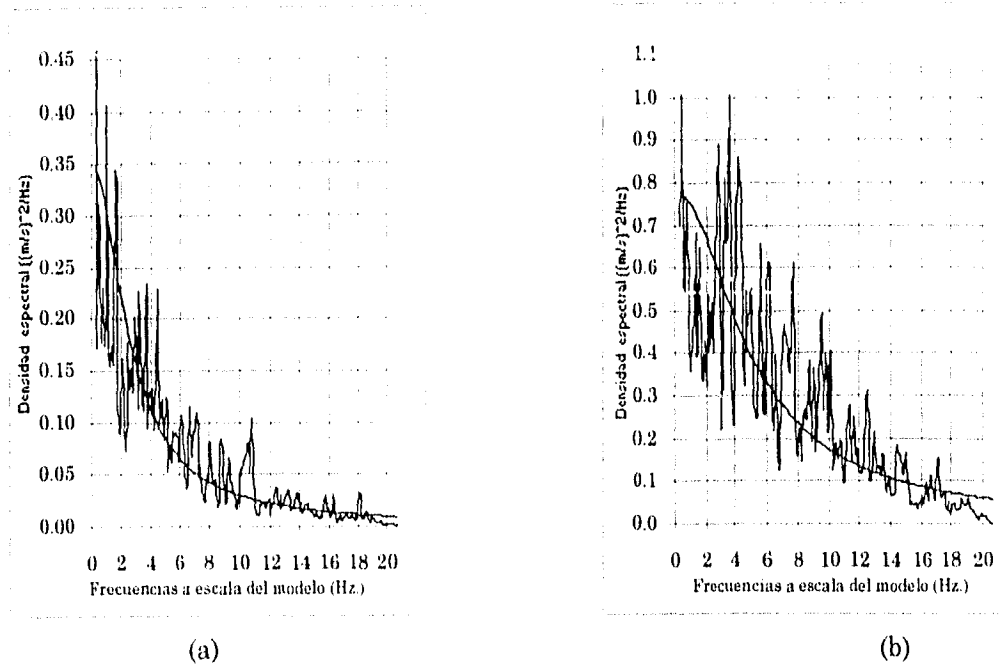 0.45
0.40
0.35
0.30
0.25
0.20
0.15
0.10
0.05
0.00
Densidad espectral {(m/s)^2/Hz)
0 2 4 6 8 10 12 14 16 18 20
Frecuencias a escala del modelo (Hz.)
(a)
1.1
1.0
0.9
0.8
0.7
0.6
0.5
0.4
0.3
0.2
0.1
0.0
Densidad espectral {(m/s)^2/Hz)
0 2 4 6 8 10 12 14 16 18 20
Frecuencias a escala del modelo (Hz.)
(b)